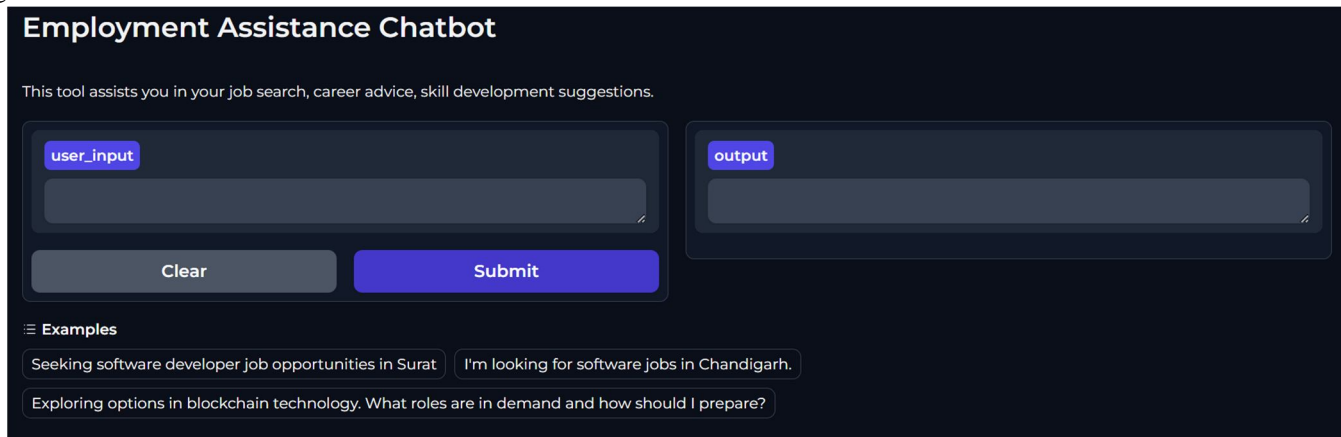 Employment Assistance Chatbot
This tool assists you in your job search, career advice, skill development suggestions.
user_input
output
Clear
Submit
Examples
Seeking software developer job opportunities in Surat
I'm looking for software jobs in Chandigarh.
Exploring options in blockchain technology. What roles are in demand and how should I prepare?